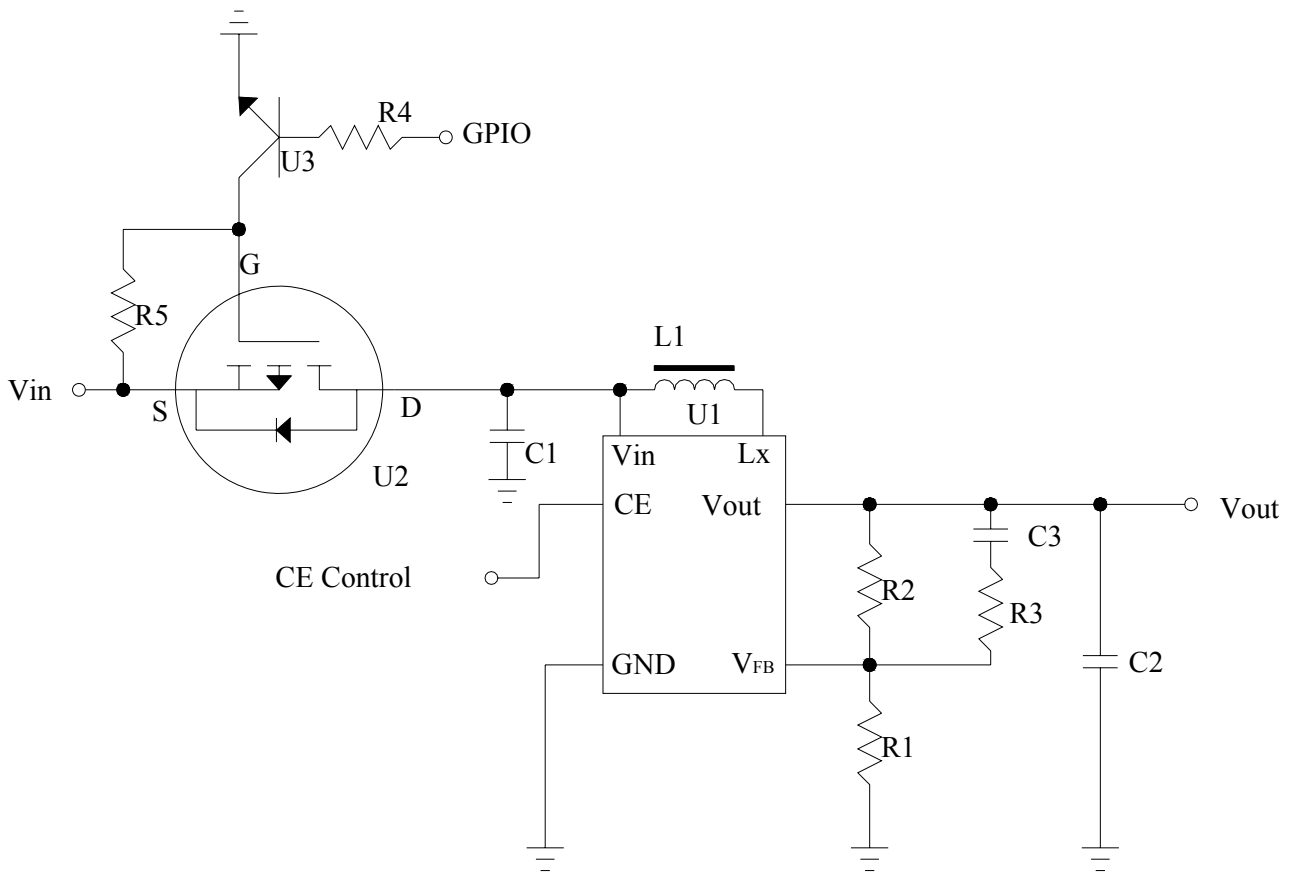 R4
GPIO
U3
G
R5
L1
Vin
S
D
U1
C1
Vin
Lx
U2
CE
Vout
Vout
C3
CE Control
R2
R3
GND
VFB
C2
R1